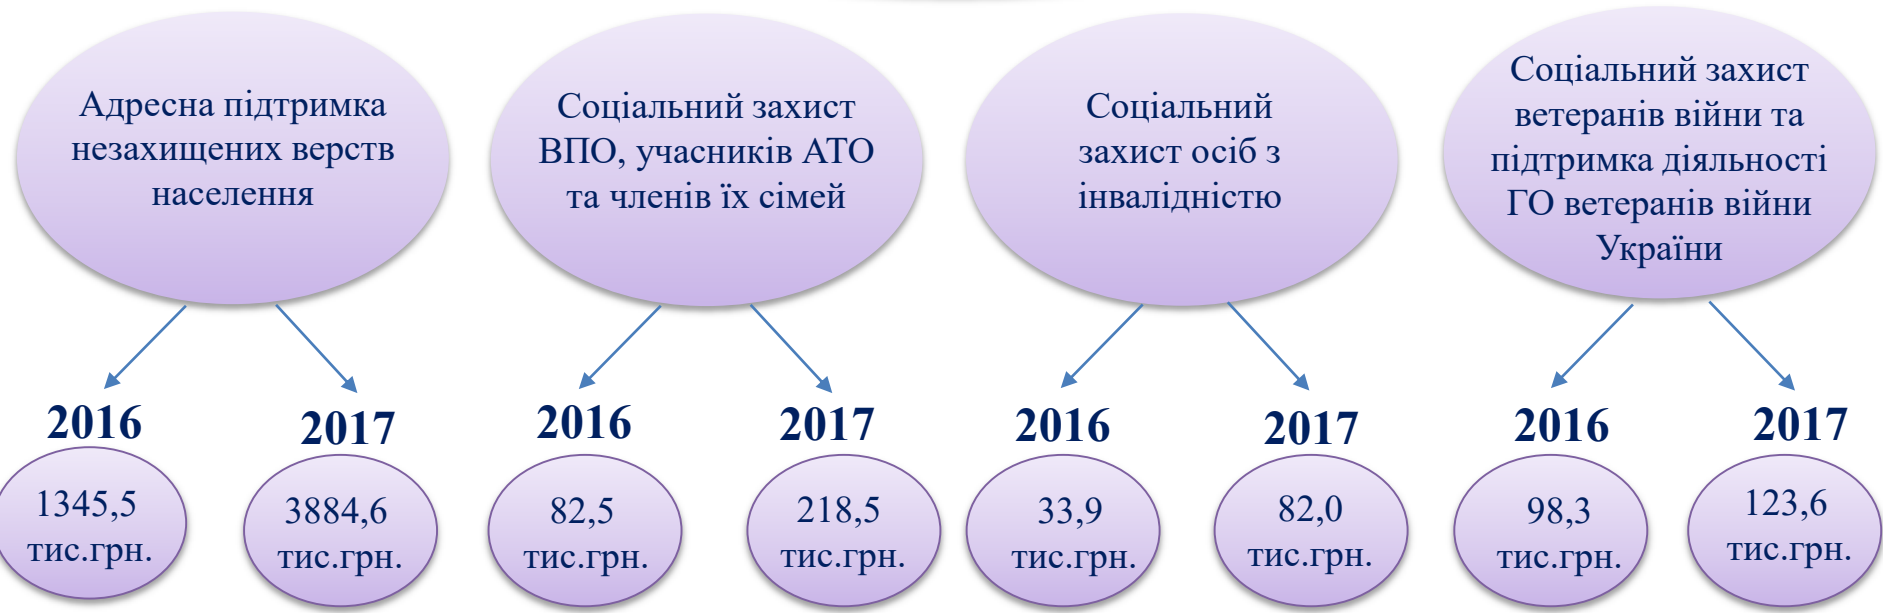 Адресна підтримка
незахищених верств
населення
Соціальний захист
ВПО, учасників АТО
та членів їх сімей
Соціальний
захист осіб з
інвалідністю
Соціальний захист
ветеранів війни та
підтримка діяльності
ГО ветеранів війни
України
2016
2017
2016
2017
2016
2017
2016
2017
1345,5
тис.грн.
3884,6
тис.грн.
82,5
тис.грн.
218,5
тис.грн.
33,9
тис.грн.
82,0
тис.грн.
98,3
тис.грн.
123,6
тис.грн.